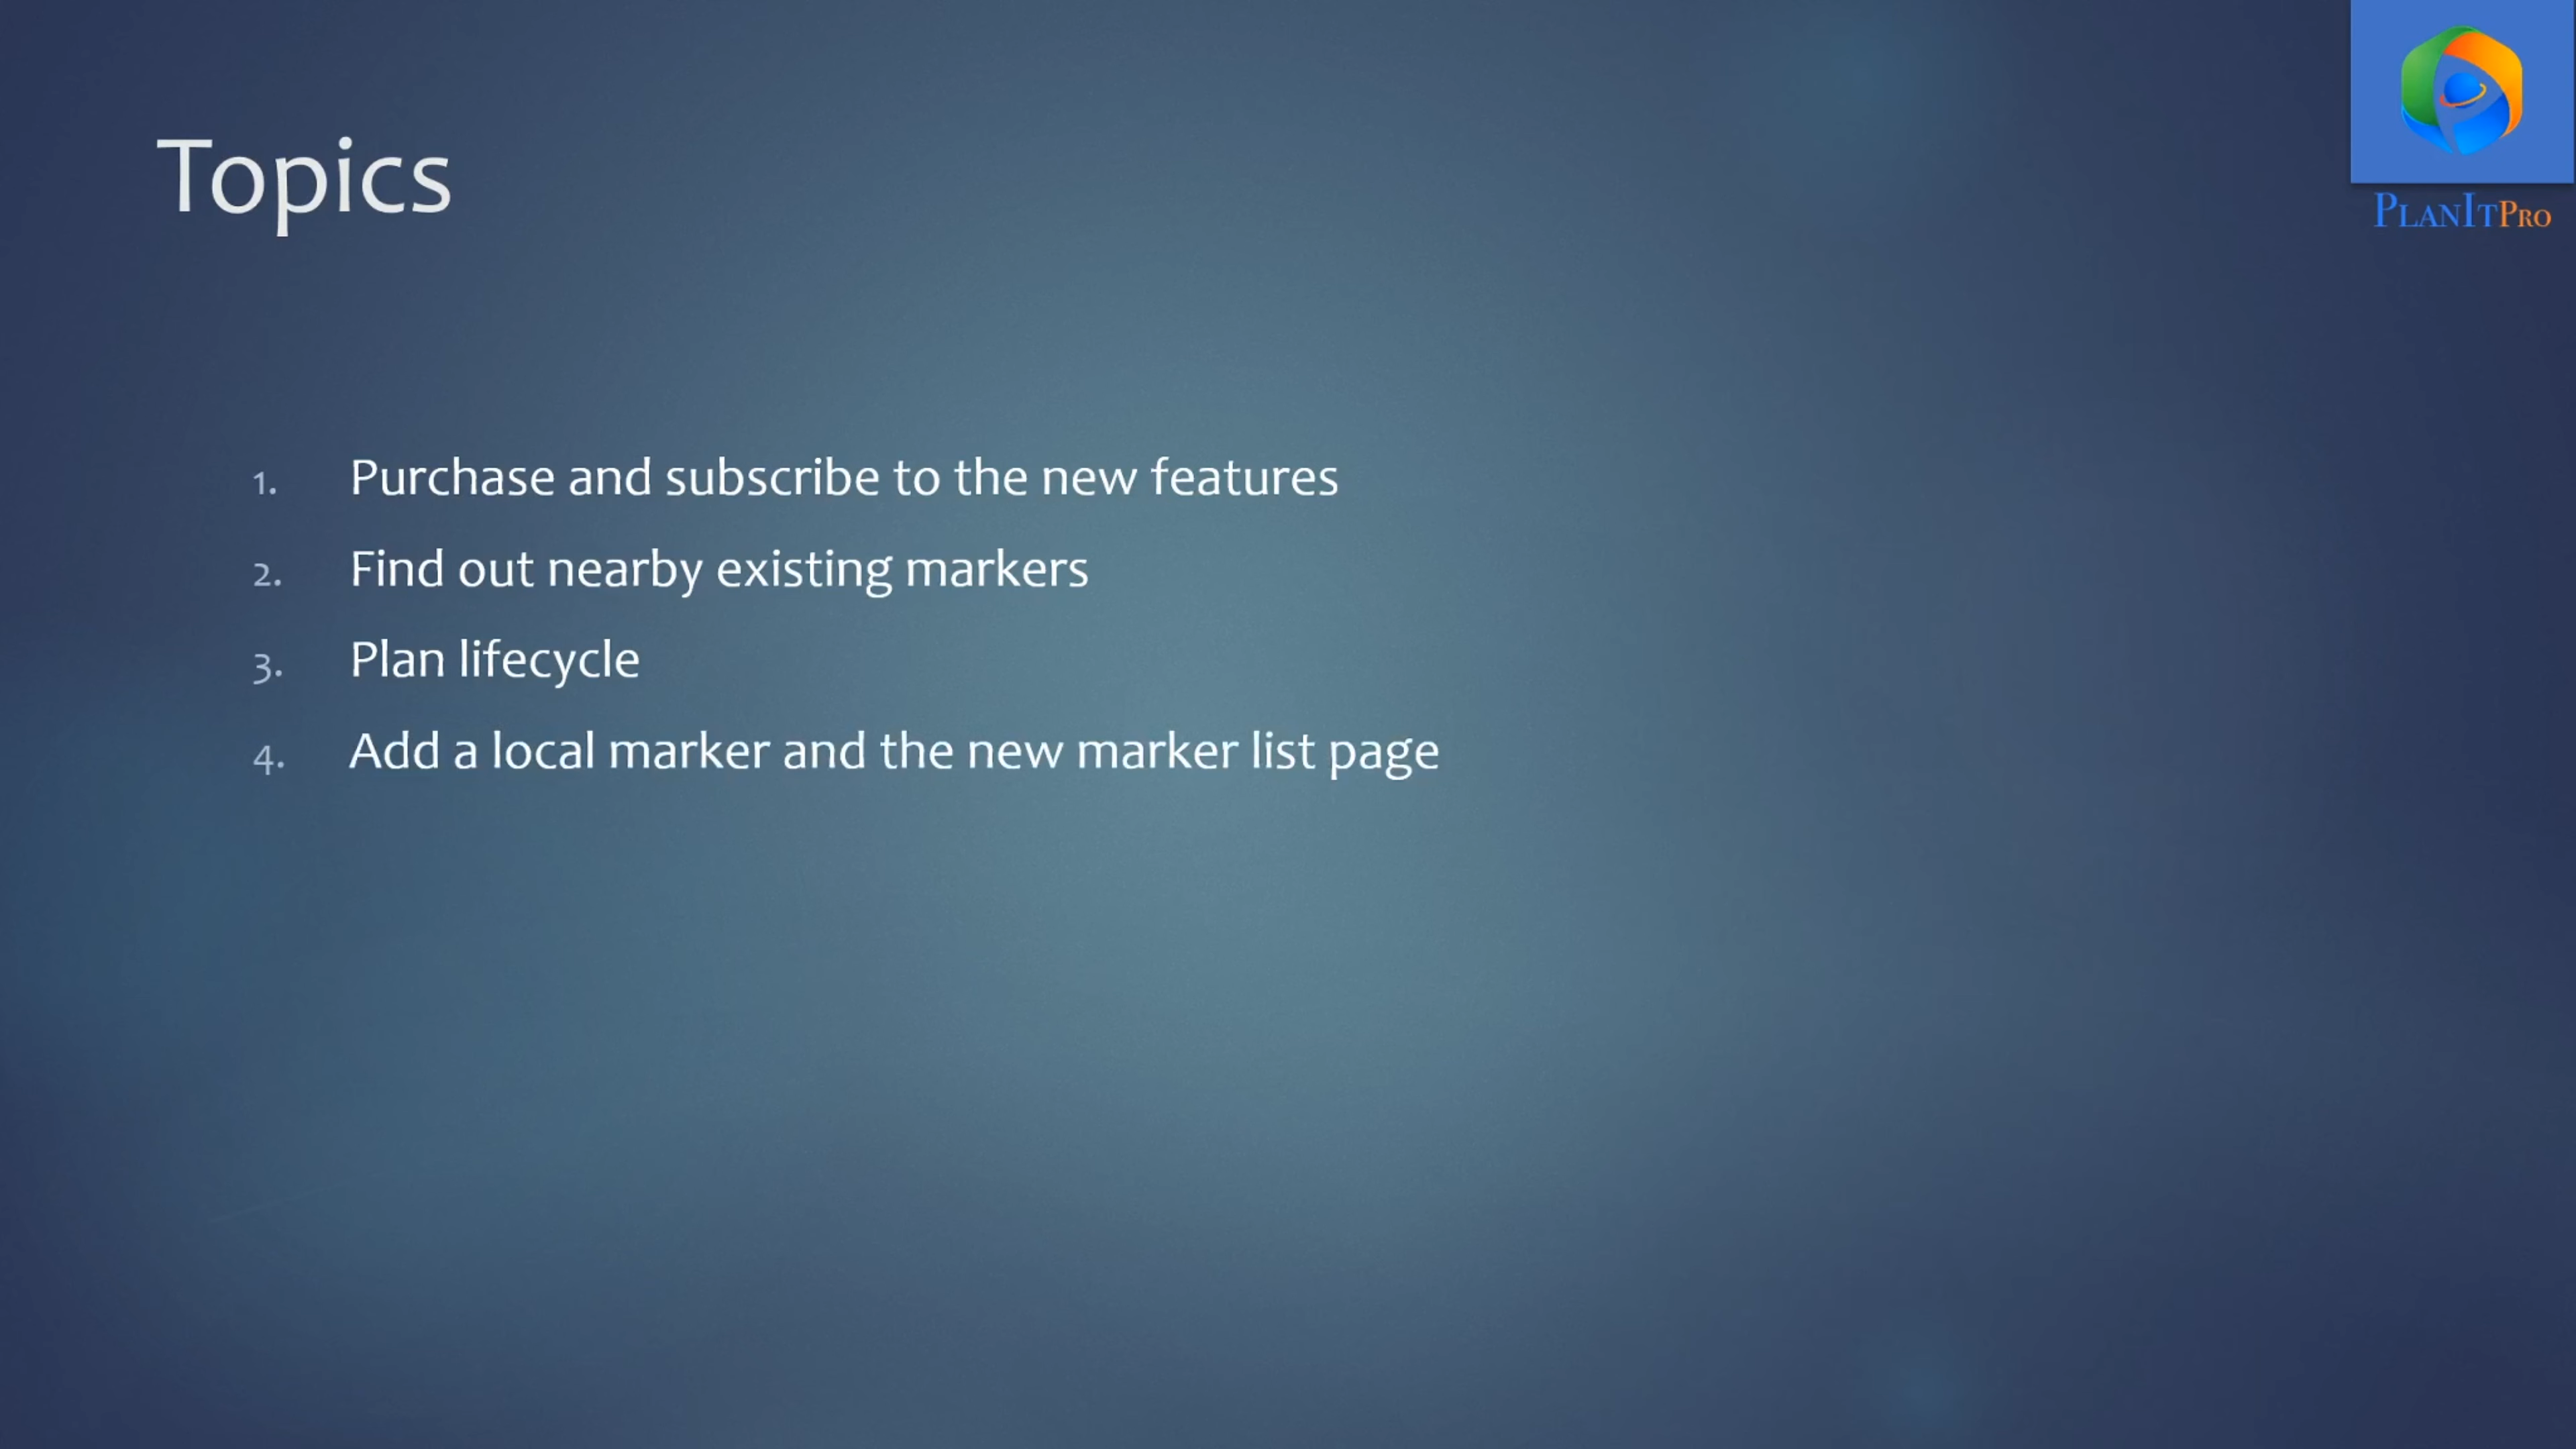 Topics
PlanItPro
1. Purchase and subscribe to the new features
2. Find out nearby existing markers
3. Plan lifecycle
4. Add a local marker and the new marker list page